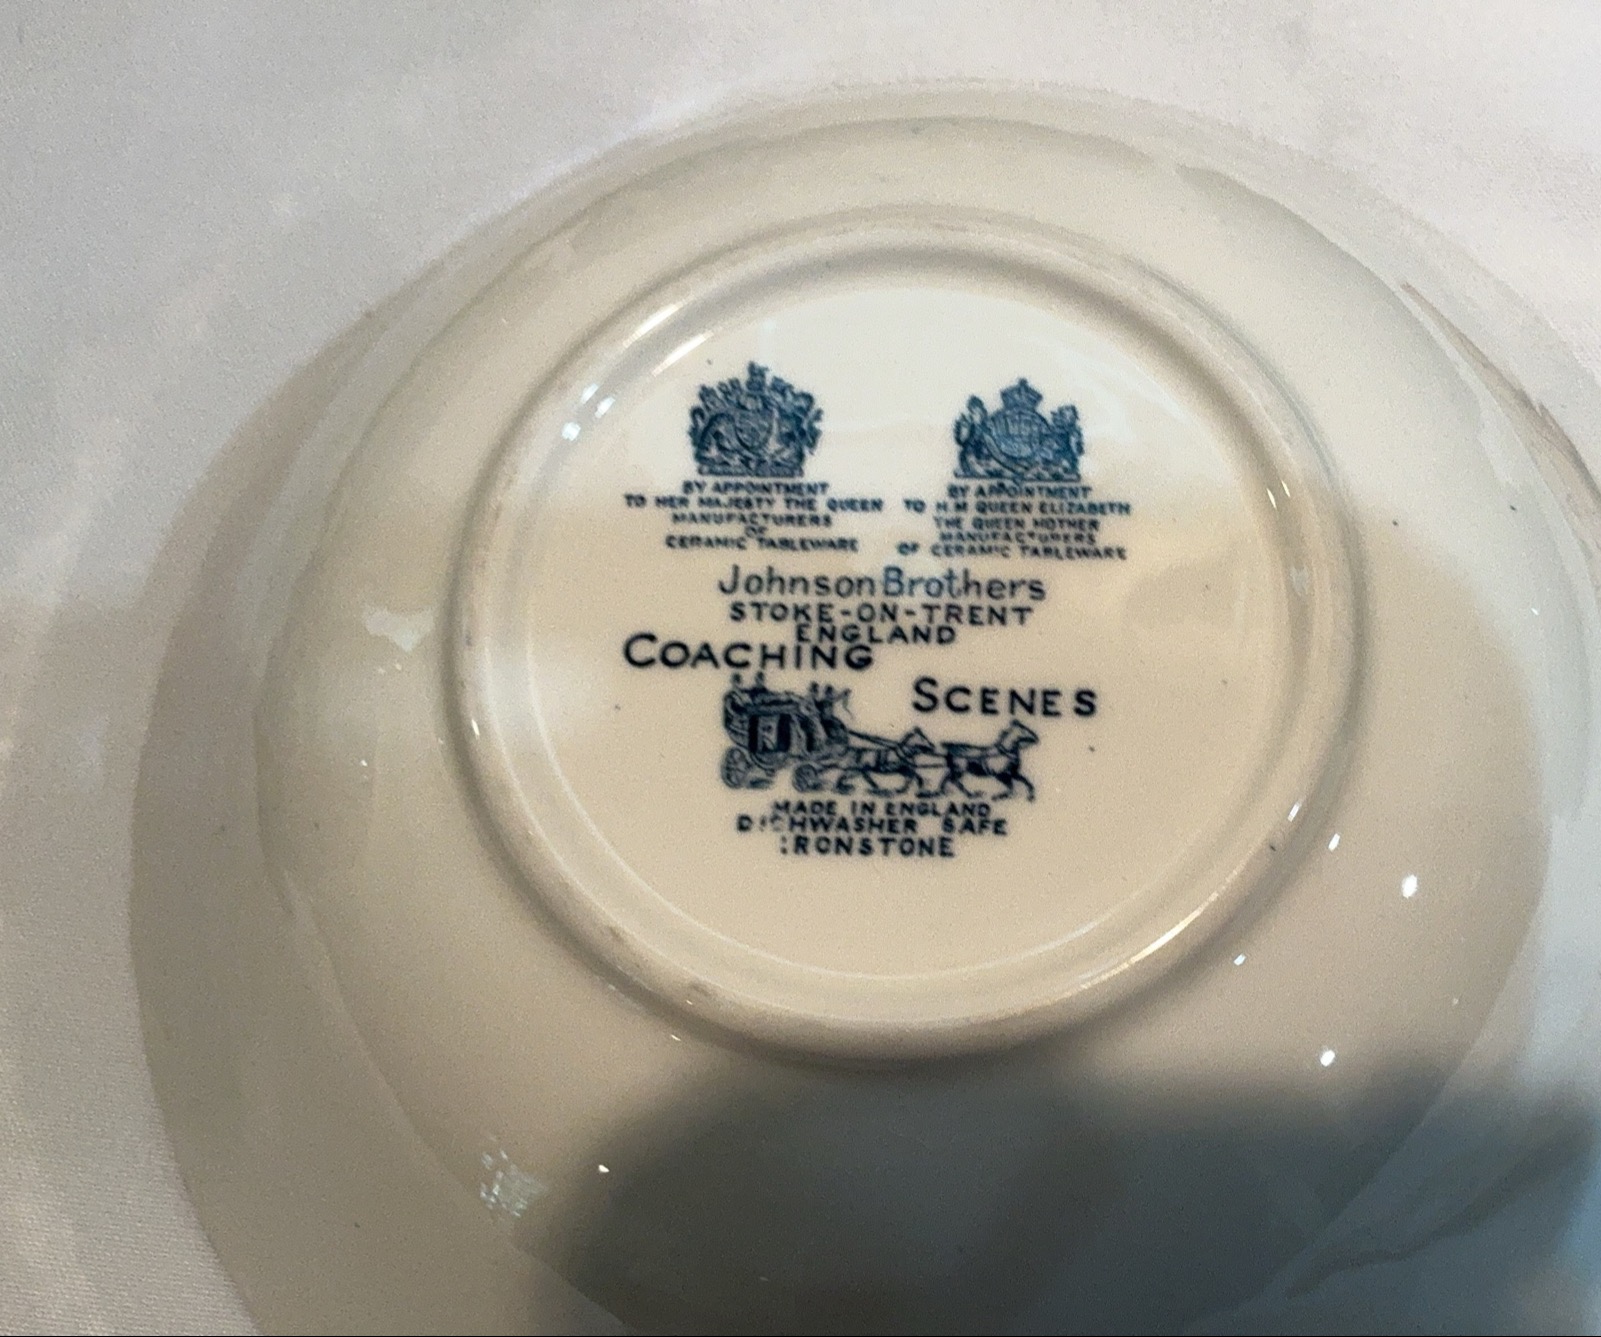 BY APPOINTMENT
TO HER MAJESTY THE QUEEN
MANUFACTURERS
OF
CERAMIC TABLEWARE
BY APPOINTMENT
TO H.M QUEEN ELIZABETH
THE QUEEN MOTHER
MANUFACTURERS
OF CERAMIC TABLEWARE
Johnson Brothers
STOKE-ON-TRENT
ENGLAND
COACHING
SCENES
MADE IN ENGLAND
DISHWASHER SAFE
IRONSTONE